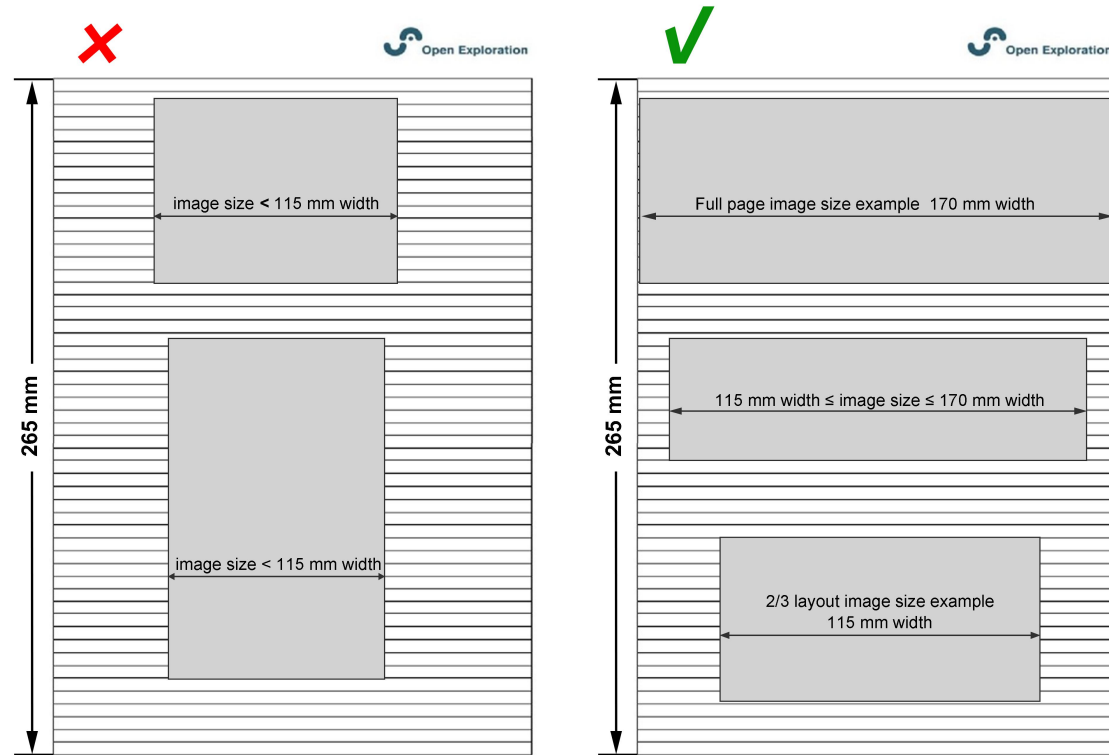 Open Exploration
265 mm
image size < 115 mm width
image size < 115 mm width
Open Exploration
265 mm
Full page image size example 170 mm width
115 mm width ≤ image size ≤ 170 mm width
2/3 layout image size example
115 mm width